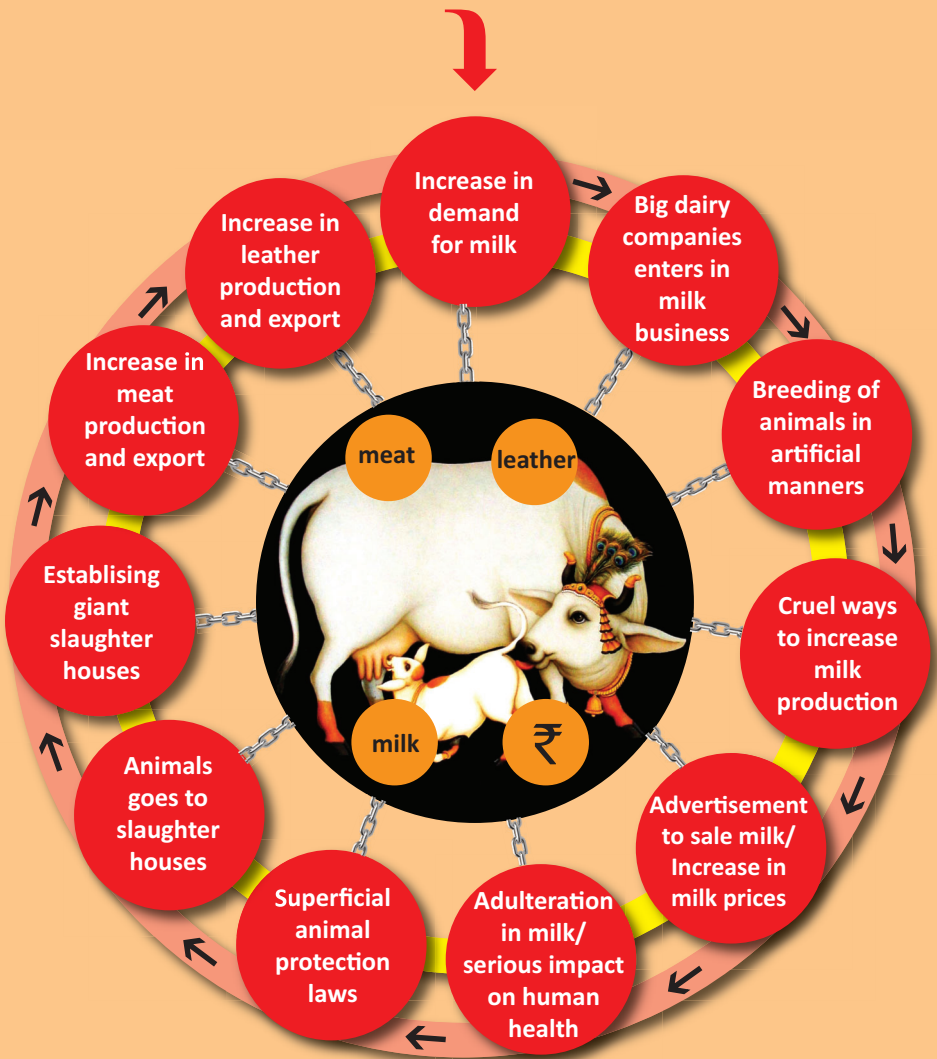 Increase in
demand
for milk
Big dairy
companies
enters in
milk
business
Breeding of
animals in
artificial
manners
Cruel ways
to increase
milk
production
Advertisement
to sale milk/
Increase in
milk prices
Adulteration
in milk/
serious impact
on human
health
Superficial
animal
protection
laws
Animals
goes to
slaughter
houses
Establising
giant
slaughter
houses
Increase in
meat
production
and export
Increase in
leather
production
and export
meat
leather
milk
₹